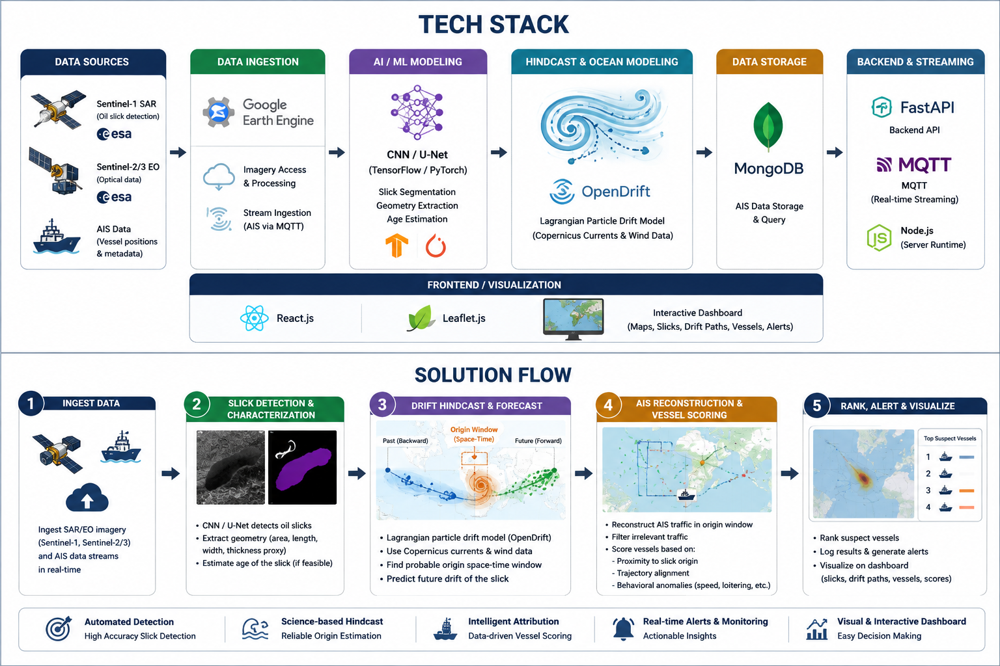 TECH STACK
DATA SOURCES
Sentinel-1 SAR
(Oil slick detection)
esa
Sentinel-2/3 EO
(Optical data)
esa
AIS Data
(Vessel positions
& metadata)
DATA INGESTION
Google
Earth Engine
Imagery Access
& Processing
Stream Ingestion
(AIS via MQTT)
AI / ML MODELING
CNN / U-Net
(TensorFlow / PyTorch)
Slick Segmentation
Geometry Extraction
Age Estimation
HINDCAST & OCEAN MODELING
OpenDrift
Lagrangian Particle Drift Model
(Copernicus Currents & Wind Data)
DATA STORAGE
MongoDB
AIS Data Storage
& Query
BACKEND & STREAMING
FastAPI
Backend API
MQTT
MQTT
(Real-time Streaming)
JS
Node.js
(Server Runtime)
FRONTEND / VISUALIZATION
React.js
Leaflet.js
Interactive Dashboard
(Maps, Slicks, Drift Paths, Vessels, Alerts)
SOLUTION FLOW
1 INGEST DATA
Ingest SAR/EO imagery
(Sentinel-1, Sentinel-2/3)
and AIS data streams
in real-time
2 SLICK DETECTION &
CHARACTERIZATION
• CNN / U-Net detects oil slicks
• Extract geometry (area, length,
width, thickness proxy)
• Estimate age of the slick (if feasible)
3 DRIFT HINDCAST & FORECAST
Origin Window
(Space-Time)
Past (Backward)
Future (Forward)
• Lagrangian particle drift model (OpenDrift)
• Use Copernicus currents & wind data
• Find probable origin space-time window
• Predict future drift of the slick
4 AIS RECONSTRUCTION &
VESSEL SCORING
• Reconstruct AIS traffic in origin window
• Filter irrelevant traffic
• Score vessels based on:
- Proximity to slick origin
- Trajectory alignment
- Behavioral anomalies (speed, loitering, etc.)
5 RANK, ALERT & VISUALIZE
Top Suspect Vessels
1
2
3
4
• Rank suspect vessels
• Log results & generate alerts
• Visualize on dashboard
(slicks, drift paths, vessels, scores)
Automated Detection
High Accuracy Slick Detection
Science-based Hindcast
Reliable Origin Estimation
Intelligent Attribution
Data-driven Vessel Scoring
Real-time Alerts & Monitoring
Actionable Insights
Visual & Interactive Dashboard
Easy Decision Making